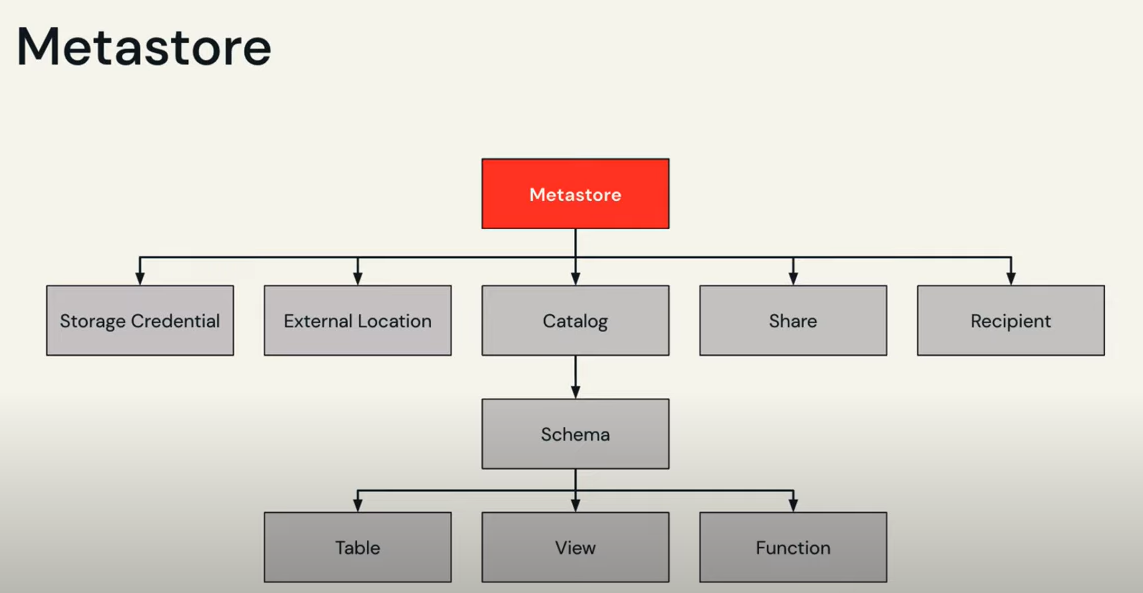 Metastore
Metastore
Storage Credential
External Location
Catalog
Share
Recipient
Schema
Table
View
Function